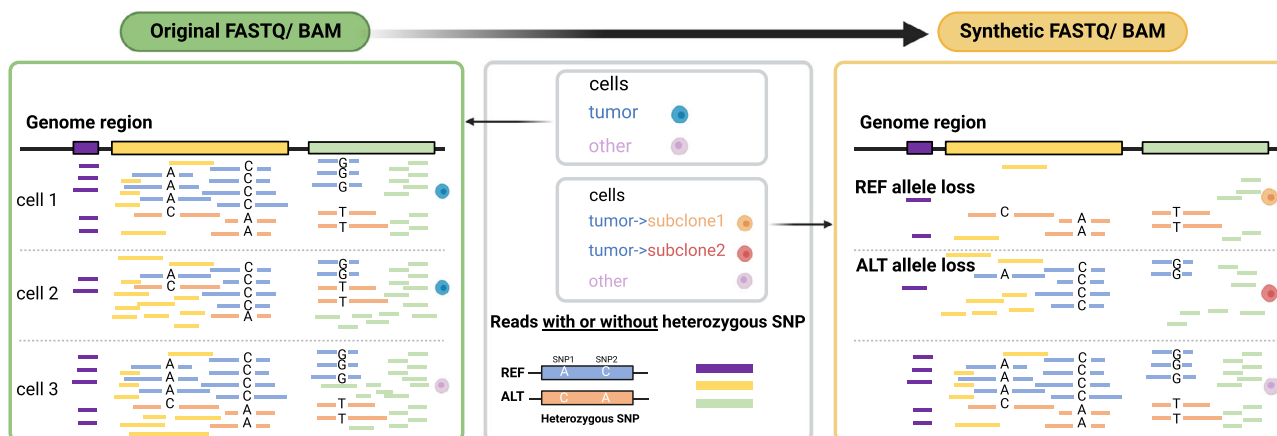 Original FASTQ/ BAM
Synthetic FASTQ/ BAM
Genome region
cell 1
A
A
A
C
C
C
C
C
A
A
G
G
G
T
T
cell 2
A
C
C
C
C
C
A
G
G
T
T
cell 3
A
A
A
C
C
C
C
C
A
A
G
G
G
T
T
cells
tumor
other
cells
tumor->subclone1
tumor->subclone2
other
Reads with or without heterozygous SNP
SNP1 SNP2
REF A C
ALT C A
Heterozygous SNP
Genome region
REF allele loss
C
A
A
T
T
ALT allele loss
A
C
C
C
C
G
G
A
A
A
C
C
C
C
C
A
A
G
G
G
T
T